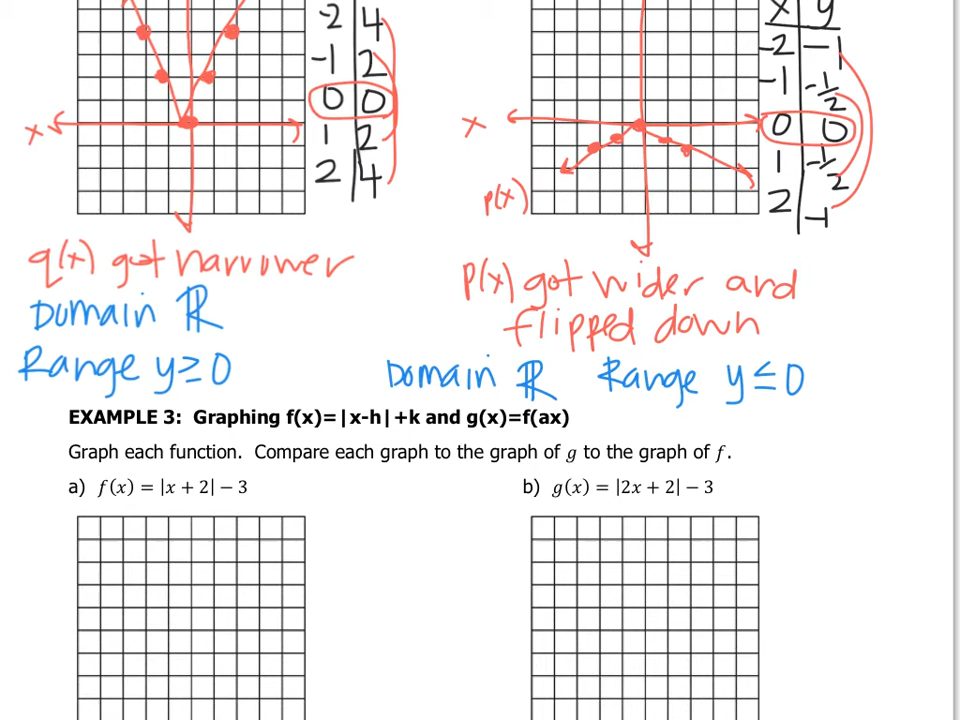 -2 4
-1 2
0 0
1 2
2 4
x
x y
-2 -1
-1 -1/2
0 0
1 -1/2
2 -1
x
p(x)
q(x) got narrower
Domain ℝ
Range y≥0
p(x) got wider and
flipped down
Domain ℝ Range y≤0
EXAMPLE 3: Graphing f(x)=|x-h|+k and g(x)=f(ax)
Graph each function. Compare each graph to the graph of g to the graph of f.
a) f(x) = |x + 2| − 3
b) g(x) = |2x + 2| − 3